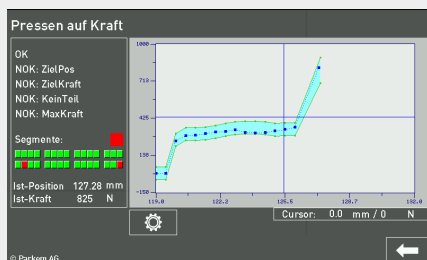 Pressen auf Kraft
OK
NOK: ZielPos
NOK: ZielKraft
NOK: KeinTeil
NOK: MaxKraft
Segmente:
Ist-Position 127.28 mm
Ist-Kraft 825 N
1000
713
425
138
-150
119.0 122.2 125.5 128.7 132.0
Cursor: 0.0 mm / 0 N
© Parkem AG